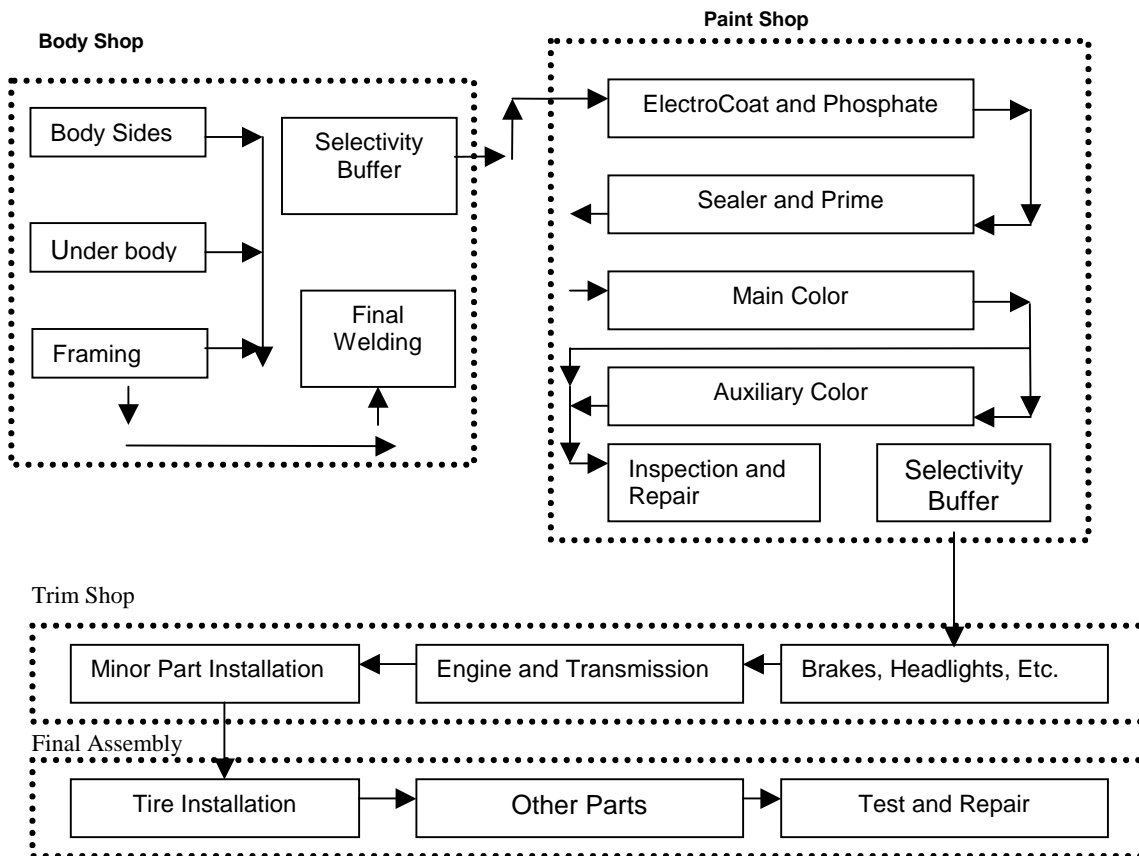 Body Shop
Body Sides
Under body
Framing
Selectivity
Buffer
Final
Welding
Paint Shop
ElectroCoat and Phosphate
Sealer and Prime
Main Color
Auxiliary Color
Inspection and
Repair
Selectivity
Buffer
Trim Shop
Minor Part Installation
Engine and Transmission
Brakes, Headlights, Etc.
Final Assembly
Tire Installation
Other Parts
Test and Repair